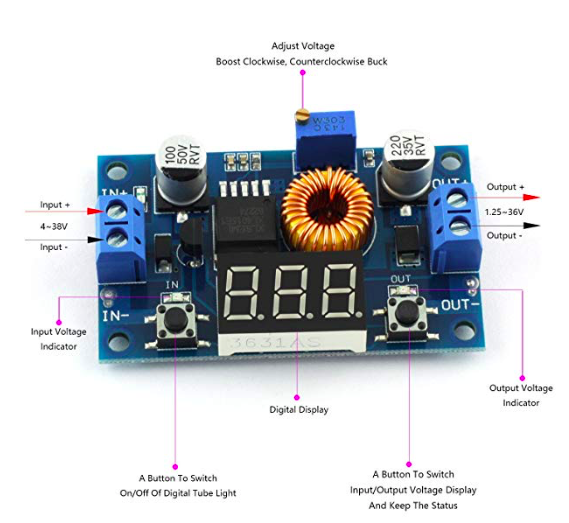 Adjust Voltage
Boost Clockwise, Counterclockwise Buck
W303
100
50V
RVT
220
35V
RVT
IN+
OUT+
Input +
4~38V
Input -
Output +
1.25~36V
Output -
IN
OUT
IN-
OUT-
3631AS
Input Voltage
Indicator
Output Voltage
Indicator
Digital Display
A Button To Switch
On/Off Of Digital Tube Light
A Button To Switch
Input/Output Voltage Display
And Keep The Status